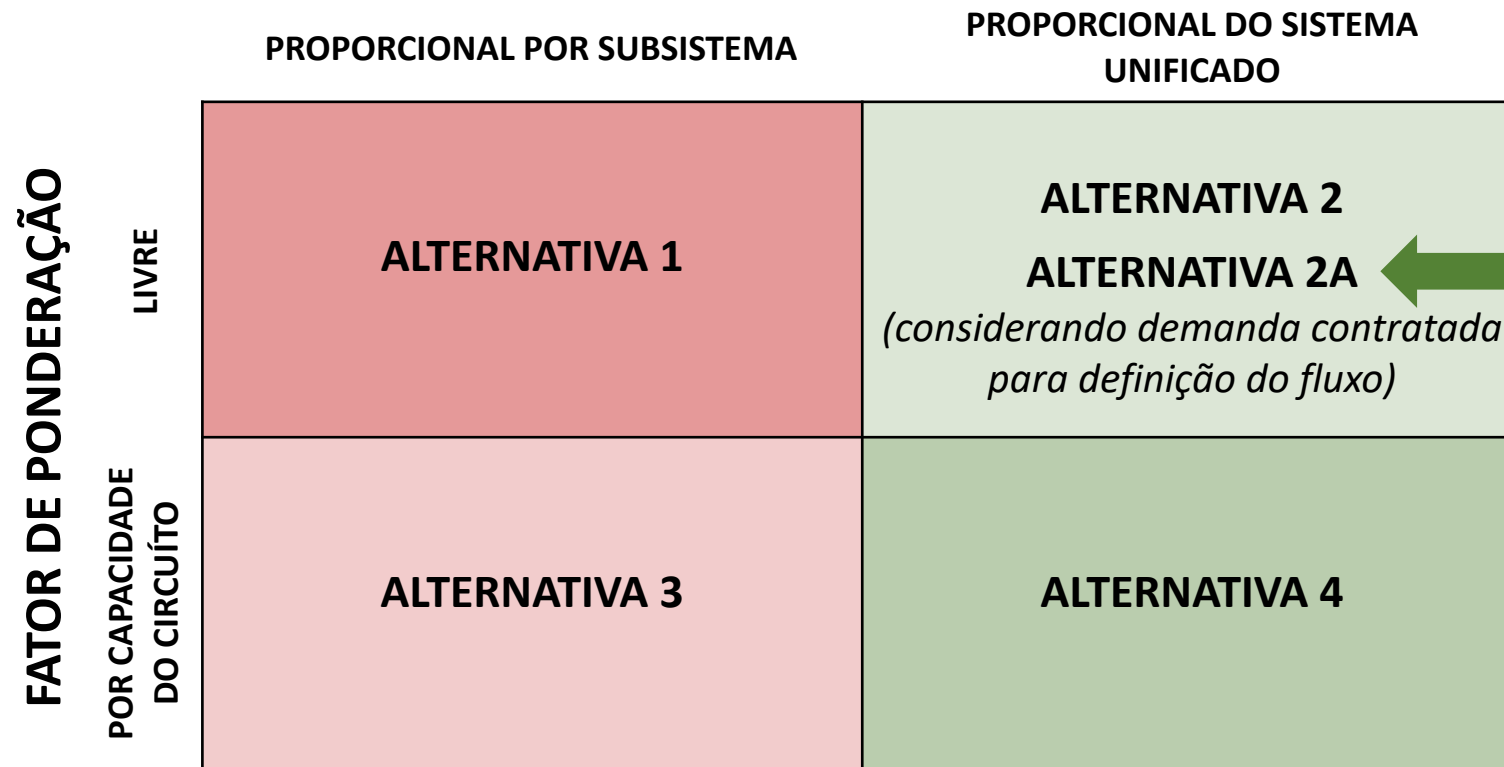 PROPORCIONAL POR SUBSISTEMA
PROPORCIONAL DO SISTEMA
UNIFICADO
FATOR DE PONDERAÇÃO
LIVRE
ALTERNATIVA 1
ALTERNATIVA 2
ALTERNATIVA 2A
(considerando demanda contratada
para definição do fluxo)
POR CAPACIDADE
DO CIRCUÍTO
ALTERNATIVA 3
ALTERNATIVA 4